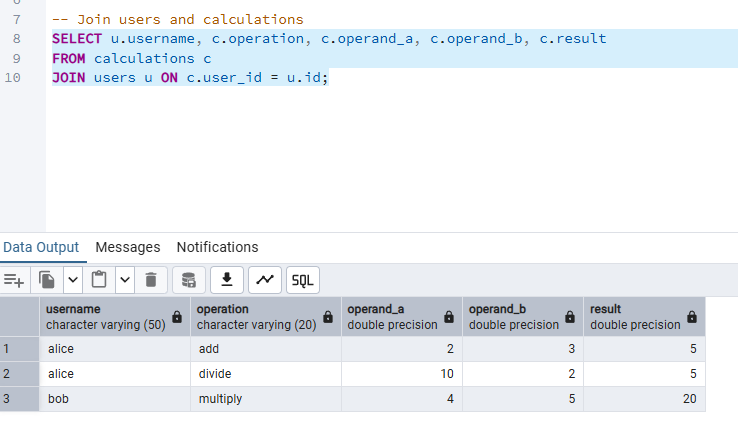 7 -- Join users and calculations
8 SELECT u.username, c.operation, c.operand_a, c.operand_b, c.result
9 FROM calculations c
10 JOIN users u ON c.user_id = u.id;
Data Output Messages Notifications
SQL
username operation operand_a operand_b result
character varying (50) character varying (20) double precision double precision double precision
1 alice add 2 3 5
2 alice divide 10 2 5
3 bob multiply 4 5 20